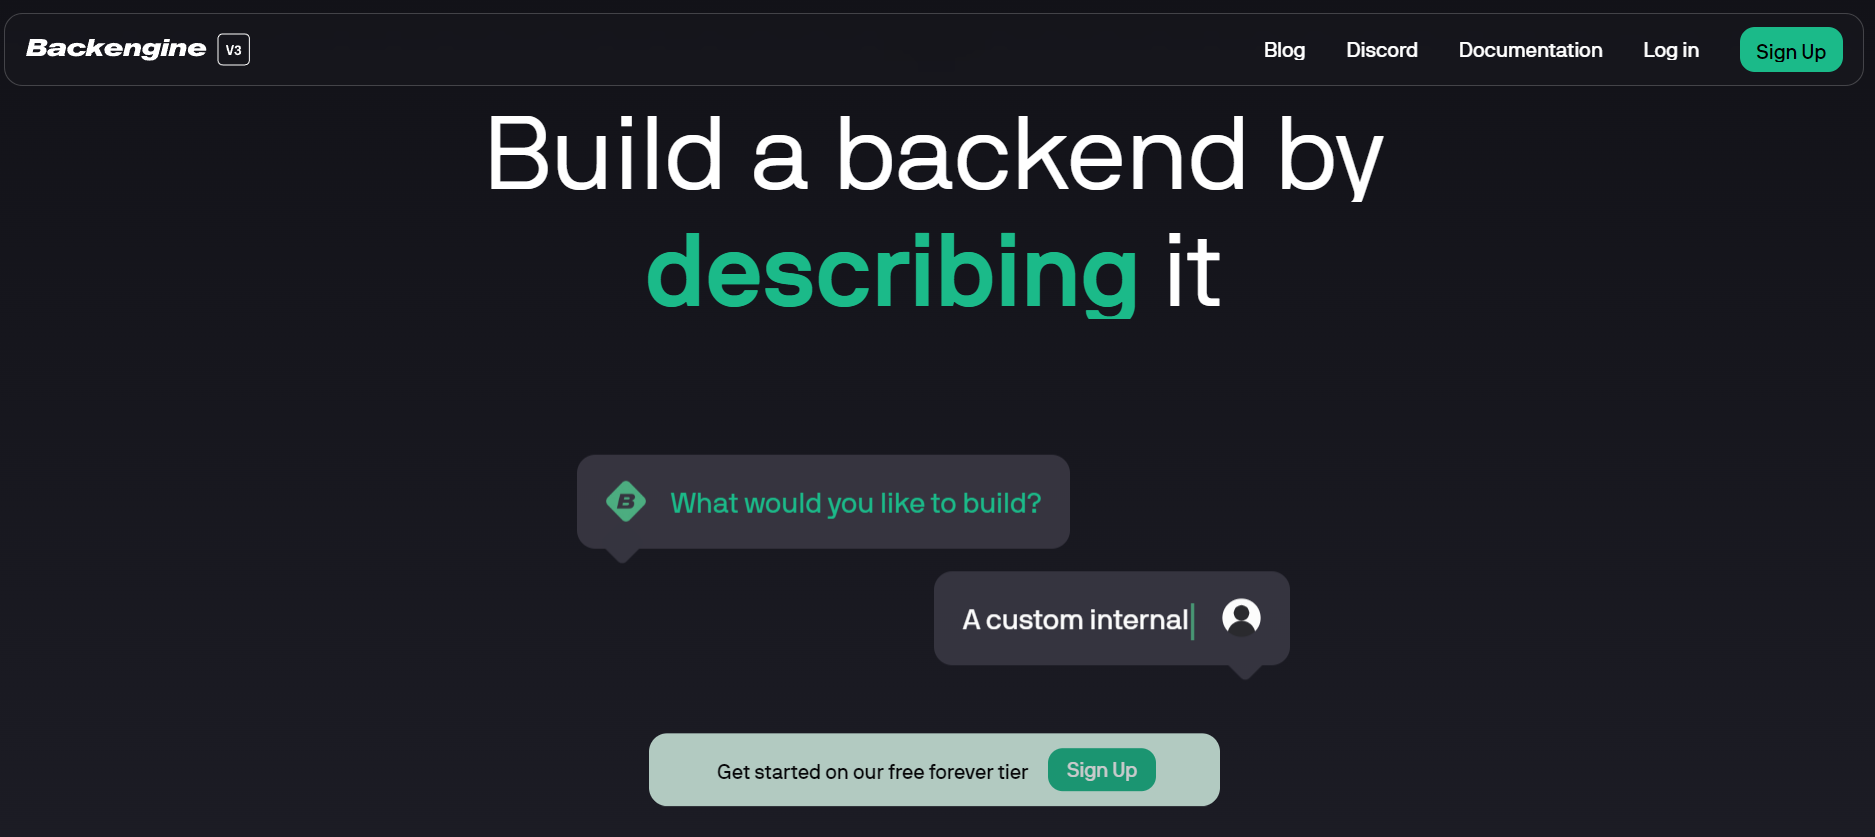 Backengine V3 Blog Discord Documentation Log in Sign Up
Build a backend by
describing it
B What would you like to build?
A custom internal
Get started on our free forever tier Sign Up